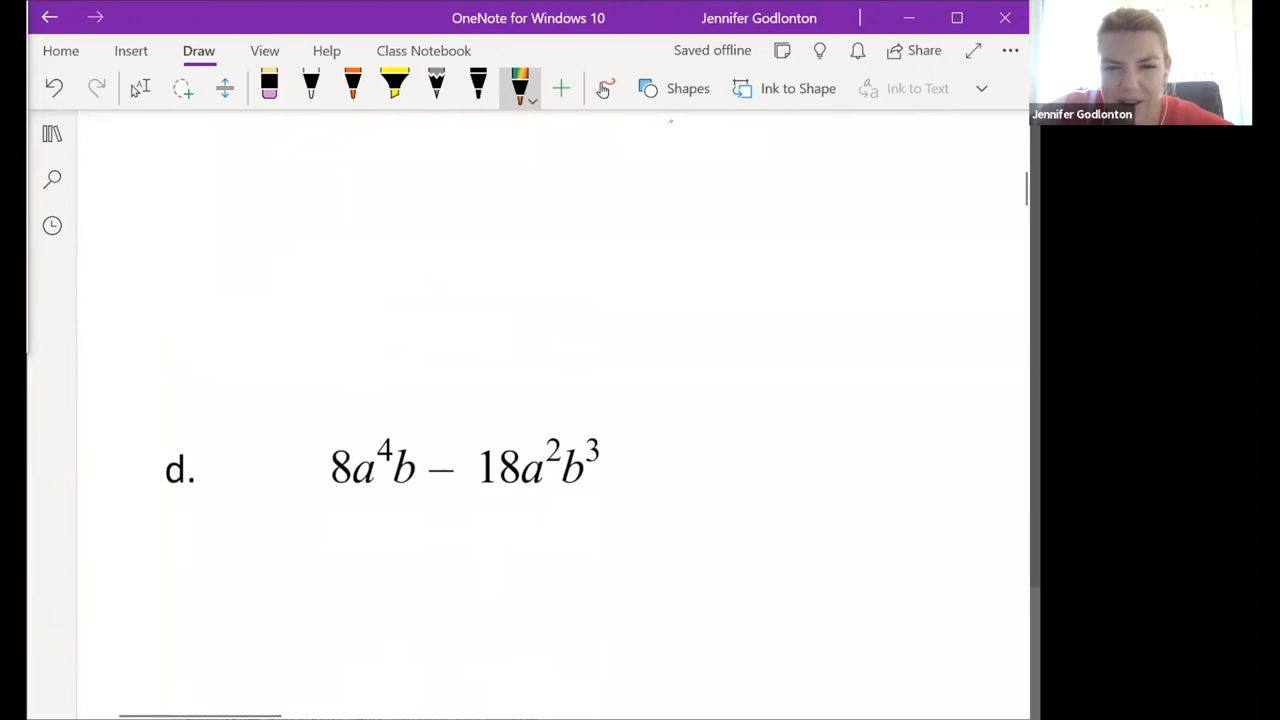 OneNote for Windows 10
Jennifer Godlonton
Home Insert Draw View Help Class Notebook
Saved offline
Share
Shapes
Ink to Shape
Ink to Text
Jennifer Godlonton
d. 8a⁴b – 18a²b³